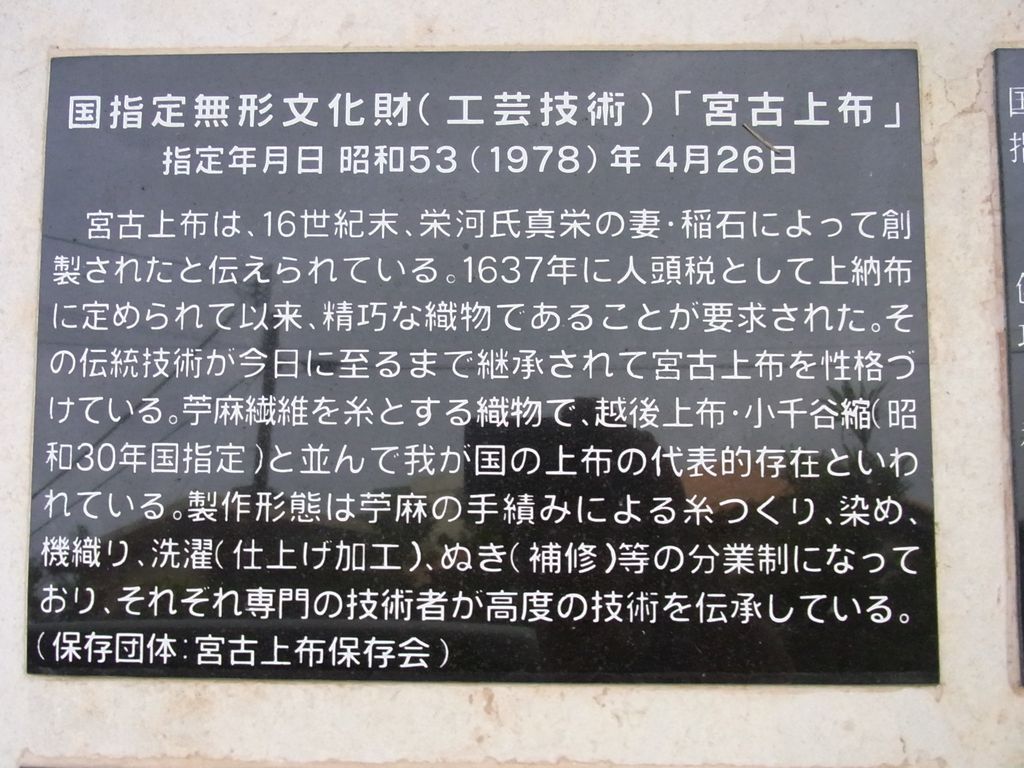 国指定無形文化財(工芸技術)「宮古上布」
指定年月日 昭和53(1978)年 4月26日
宮古上布は、16世紀末、栄河氏真栄の妻・稲石によって創
製されたと伝えられている。1637年に人頭税として上納布
に定められて以来、精巧な織物であることが要求された。そ
の伝統技術が今日に至るまで継承されて宮古上布を性格づ
けている。苧麻繊維を糸とする織物で、越後上布・小千谷縮(昭
和30年国指定)と並んで我が国の上布の代表的存在といわ
れている。製作形態は苧麻の手績みによる糸つくり、染め、
機織り、洗濯(仕上げ加工)、ぬき(補修)等の分業制になって
おり、それぞれ専門の技術者が高度の技術を伝承している。
(保存団体:宮古上布保存会)
国
指